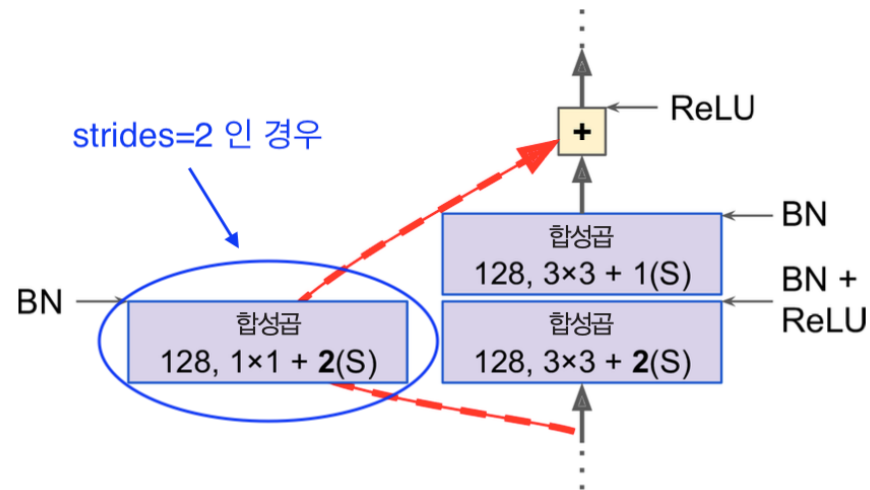 ReLU
+
strides=2 인 경우
BN
합성곱
128, 3×3 + 1(S)
BN +
ReLU
BN
합성곱
128, 1×1 + 2(S)
합성곱
128, 3×3 + 2(S)